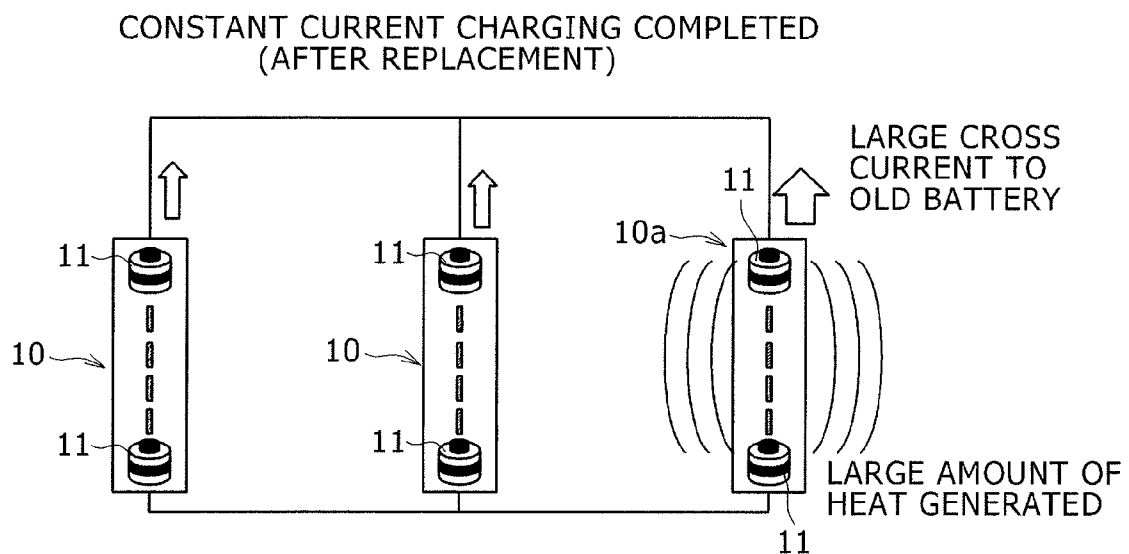 CONSTANT CURRENT CHARGING COMPLETED
(AFTER REPLACEMENT)
LARGE CROSS
CURRENT TO
OLD BATTERY
11
10a
11
11
11
10
10
11
11
LARGE AMOUNT OF
HEAT GENERATED
11